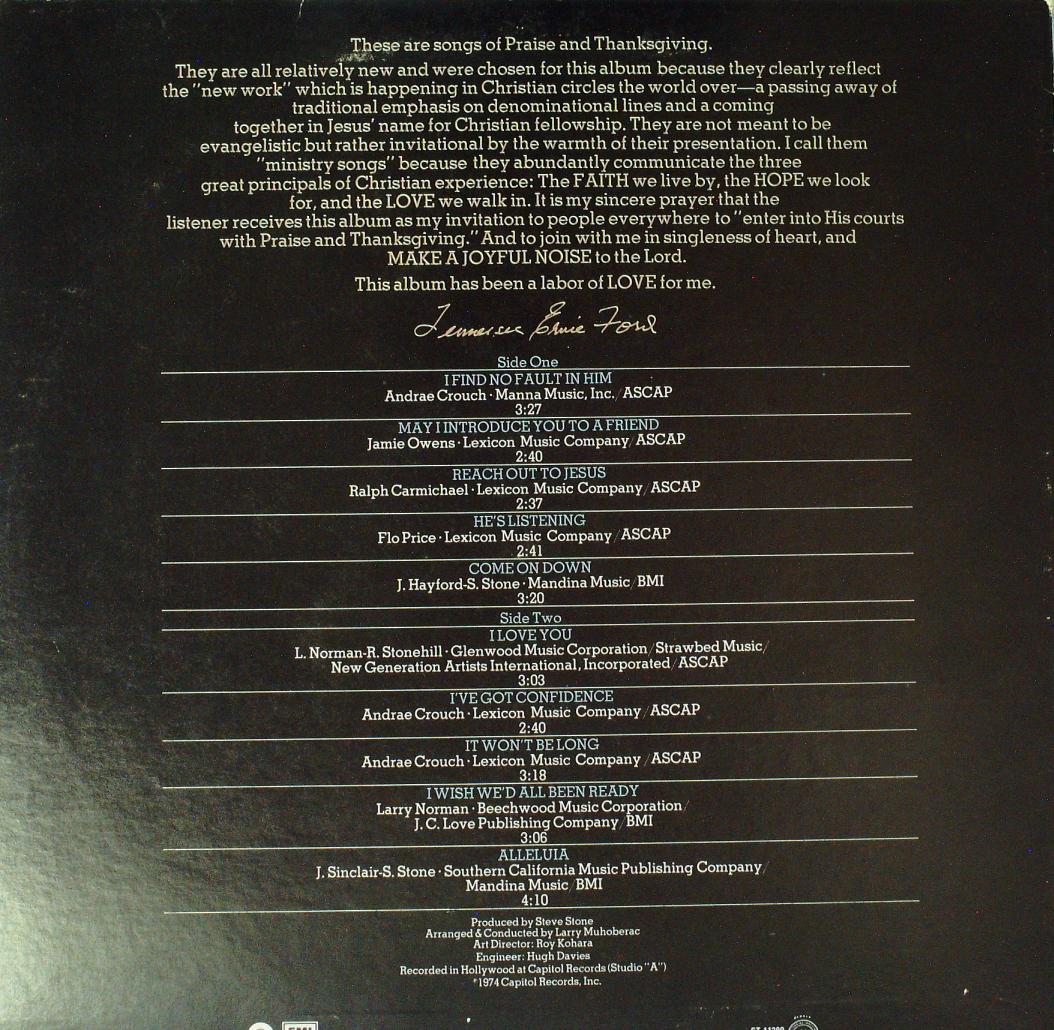 These are songs of Praise and Thanksgiving.
They are all relatively new and were chosen for this album because they clearly reflect
the "new work" which is happening in Christian circles the world over—a passing away of
traditional emphasis on denominational lines and a coming
together in Jesus' name for Christian fellowship. They are not meant to be
evangelistic but rather invitational by the warmth of their presentation. I call them
"ministry songs" because they abundantly communicate the three
great principals of Christian experience: The FAITH we live by, the HOPE we look
for, and the LOVE we walk in. It is my sincere prayer that the
listener receives this album as my invitation to people everywhere to "enter into His courts
with Praise and Thanksgiving." And to join with me in singleness of heart, and
MAKE A JOYFUL NOISE to the Lord.
This album has been a labor of LOVE for me.
Tennessee Ernie Ford
Side One
I FIND NO FAULT IN HIM
Andrae Crouch · Manna Music, Inc./ASCAP
3:27
MAY I INTRODUCE YOU TO A FRIEND
Jamie Owens · Lexicon Music Company/ASCAP
2:40
REACH OUT TO JESUS
Ralph Carmichael · Lexicon Music Company/ASCAP
2:37
HE'S LISTENING
Flo Price · Lexicon Music Company/ASCAP
2:41
COME ON DOWN
J. Hayford-S. Stone · Mandina Music/BMI
3:20
Side Two
I LOVE YOU
L. Norman-R. Stonehill · Glenwood Music Corporation/Strawbed Music/
New Generation Artists International, Incorporated/ASCAP
3:03
I'VE GOT CONFIDENCE
Andrae Crouch · Lexicon Music Company/ASCAP
2:40
IT WON'T BE LONG
Andrae Crouch · Lexicon Music Company/ASCAP
3:18
I WISH WE'D ALL BEEN READY
Larry Norman · Beechwood Music Corporation/
J. C. Love Publishing Company/BMI
3:06
ALLELUIA
J. Sinclair-S. Stone · Southern California Music Publishing Company/
Mandina Music/BMI
4:10
Produced by Steve Stone
Arranged & Conducted by Larry Muhoberac
Art Director: Roy Kohara
Engineer: Hugh Davies
Recorded in Hollywood at Capitol Records (Studio "A")
℗1974 Capitol Records, Inc.
EMI